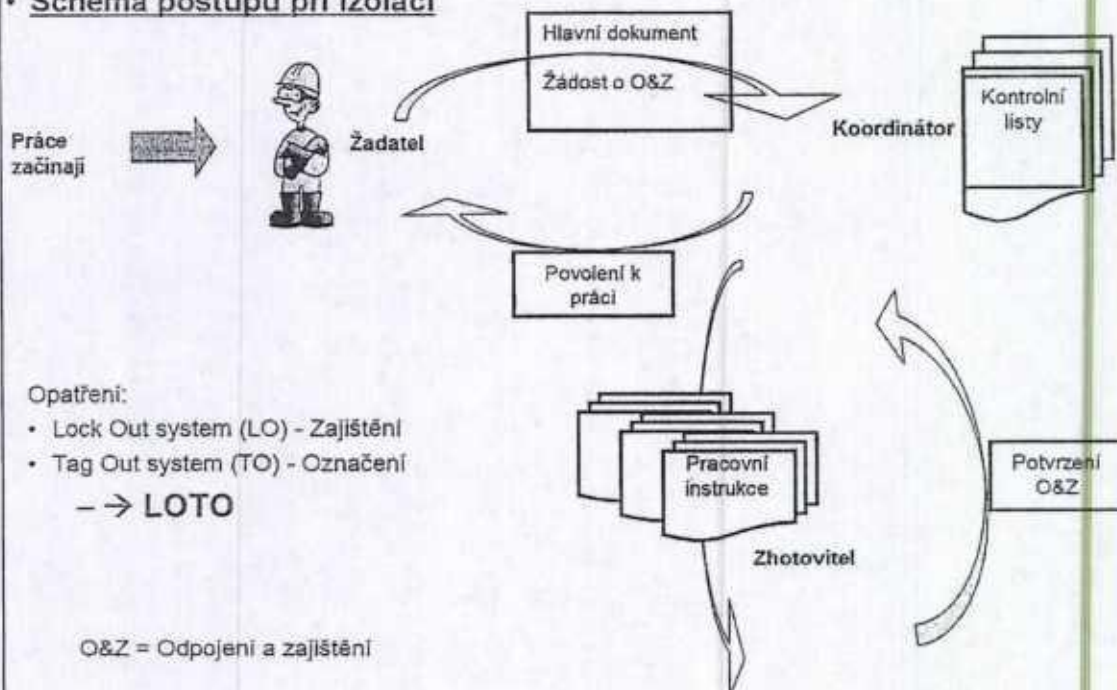 • Schéma postupu při izolaci
Hlavní dokument
Žádost o O&Z
Kontrolní
listy
Koordinátor
Práce
začínají
Žadatel
Povolení k
práci
Opatření:
• Lock Out system (LO) - Zajištění
• Tag Out system (TO) - Označení
– → LOTO
Pracovní
instrukce
Potvrzení
O&Z
Zhotovitel
O&Z = Odpojení a zajištění